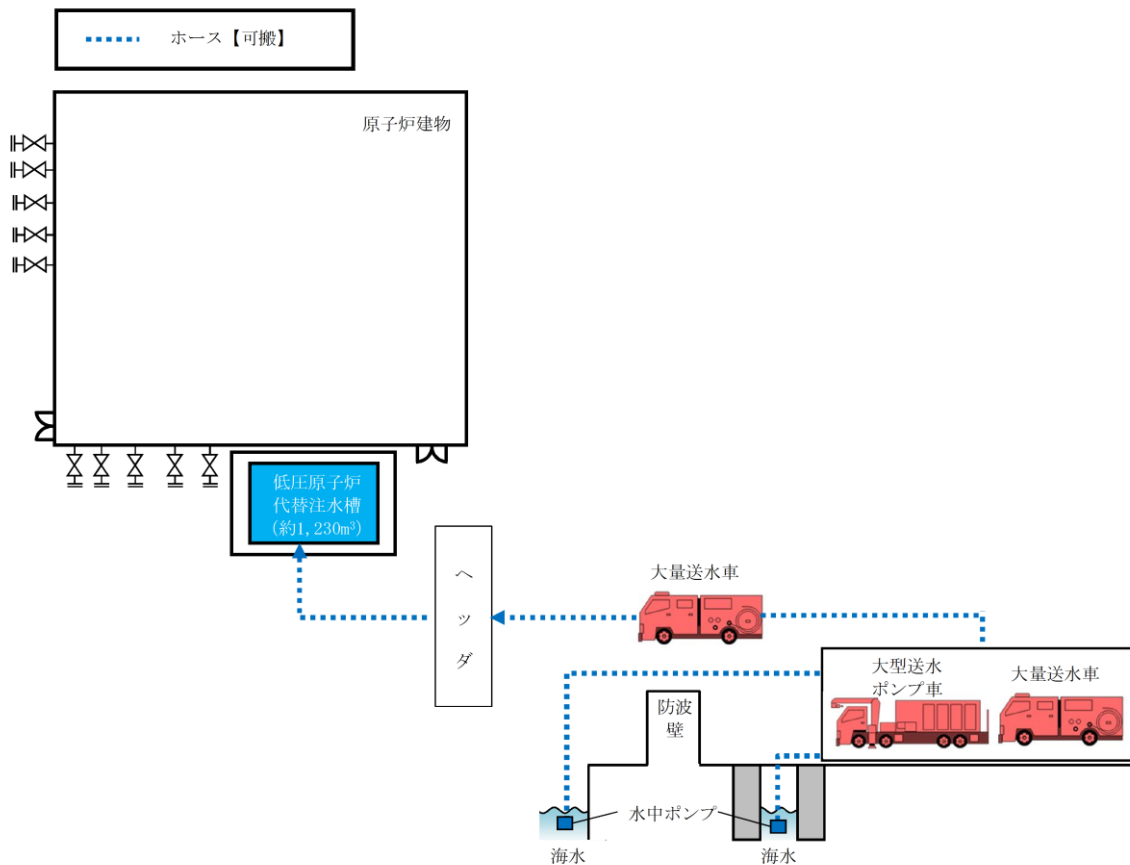 ホース【可搬】
原子炉建物
低圧原子炉
代替注水槽
(約1,230m³)
ヘッダ
大量送水車
大型送水
ポンプ車
大量送水車
防波
壁
水中ポンプ
海水
海水